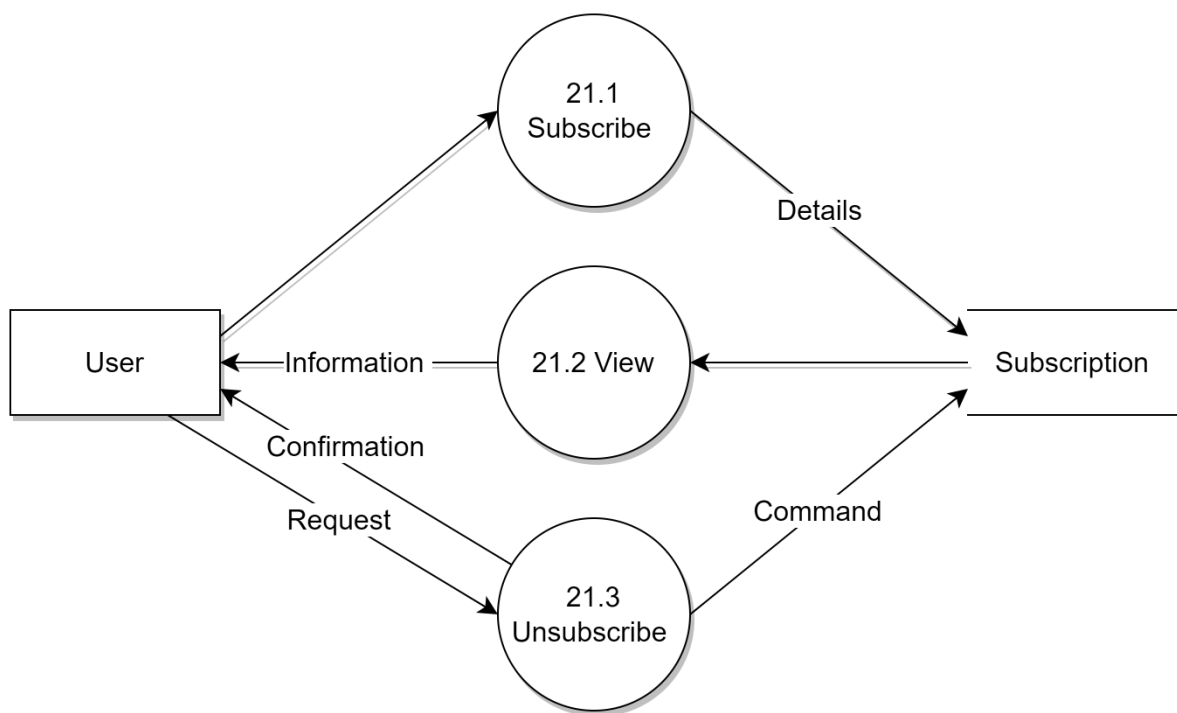 21.1
Subscribe
Details
User
Information
21.2 View
Subscription
Confirmation
Request
Command
21.3
Unsubscribe